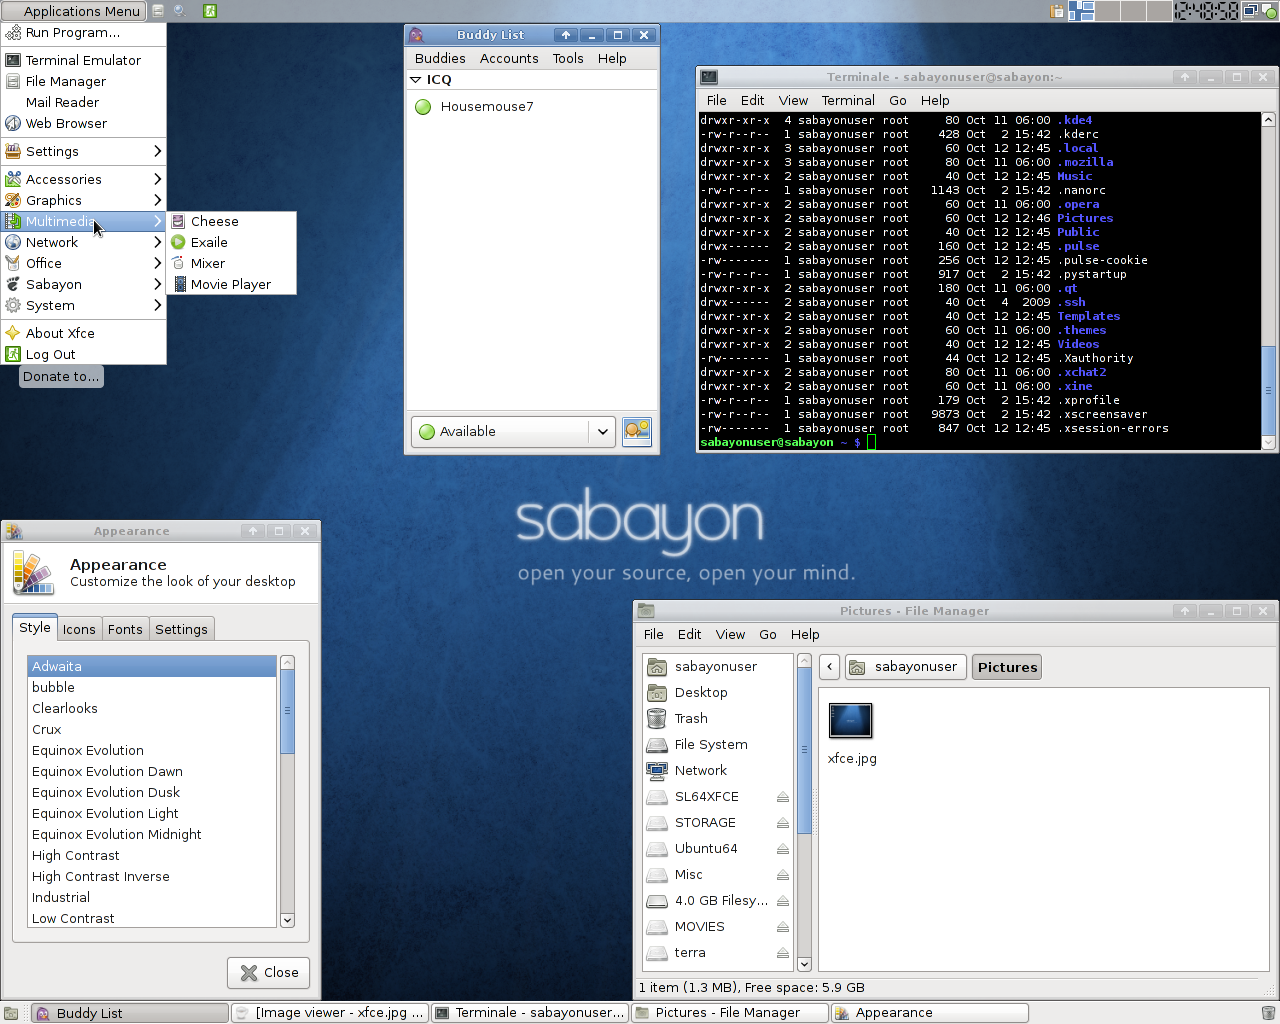 Applications Menu
12:48:58
Run Program...
Terminal Emulator
File Manager
Mail Reader
Web Browser
Settings
Accessories
Graphics
Multimedia
Network
Office
Sabayon
System
About Xfce
Log Out
Cheese
Exaile
Mixer
Movie Player
Donate to...
Buddy List
Buddies Accounts Tools Help
ICQ
Housemouse7
Available
Terminale - sabayonuser@sabayon:~
File Edit View Terminal Go Help
drwxr-xr-x 4 sabayonuser root 80 Oct 11 06:00 .kde4
-rw-r--r-- 1 sabayonuser root 428 Oct 2 15:42 .kderc
drwxr-xr-x 3 sabayonuser root 60 Oct 12 12:45 .local
drwxr-xr-x 3 sabayonuser root 80 Oct 11 06:00 .mozilla
drwxr-xr-x 2 sabayonuser root 40 Oct 12 12:45 Music
-rw-r--r-- 1 sabayonuser root 1143 Oct 2 15:42 .nanorc
drwxr-xr-x 2 sabayonuser root 60 Oct 11 06:00 .opera
drwxr-xr-x 2 sabayonuser root 60 Oct 12 12:46 Pictures
drwxr-xr-x 2 sabayonuser root 40 Oct 12 12:45 Public
drwx------ 2 sabayonuser root 160 Oct 12 12:45 .pulse
-rw------- 1 sabayonuser root 256 Oct 12 12:45 .pulse-cookie
-rw-r--r-- 1 sabayonuser root 917 Oct 2 15:42 .pystartup
drwxr-xr-x 2 sabayonuser root 180 Oct 11 06:00 .qt
drwx------ 2 sabayonuser root 40 Oct 4 2009 .ssh
drwxr-xr-x 2 sabayonuser root 40 Oct 12 12:45 Templates
drwxr-xr-x 2 sabayonuser root 60 Oct 11 06:00 .themes
drwxr-xr-x 2 sabayonuser root 40 Oct 12 12:45 Videos
-rw------- 1 sabayonuser root 44 Oct 12 12:45 .Xauthority
drwxr-xr-x 2 sabayonuser root 80 Oct 11 06:00 .xchat2
drwxr-xr-x 2 sabayonuser root 60 Oct 11 06:00 .xine
-rw-r--r-- 1 sabayonuser root 179 Oct 2 15:42 .xprofile
-rw-r--r-- 1 sabayonuser root 9873 Oct 2 15:42 .xscreensaver
-rw------- 1 sabayonuser root 847 Oct 12 12:45 .xsession-errors
sabayonuser@sabayon ~ $
sabayon
open your source, open your mind.
Appearance
Appearance
Customize the look of your desktop
Style Icons Fonts Settings
Adwaita
bubble
Clearlooks
Crux
Equinox Evolution
Equinox Evolution Dawn
Equinox Evolution Dusk
Equinox Evolution Light
Equinox Evolution Midnight
High Contrast
High Contrast Inverse
Industrial
Low Contrast
Close
Pictures - File Manager
File Edit View Go Help
sabayonuser
Desktop
Trash
File System
Network
SL64XFCE
STORAGE
Ubuntu64
Misc
4.0 GB Filesy...
MOVIES
terra
sabayonuser Pictures
xfce.jpg
1 item (1.3 MB), Free space: 5.9 GB
Buddy List
[Image viewer - xfce.jpg ...
Terminale - sabayonuser...
Pictures - File Manager
Appearance